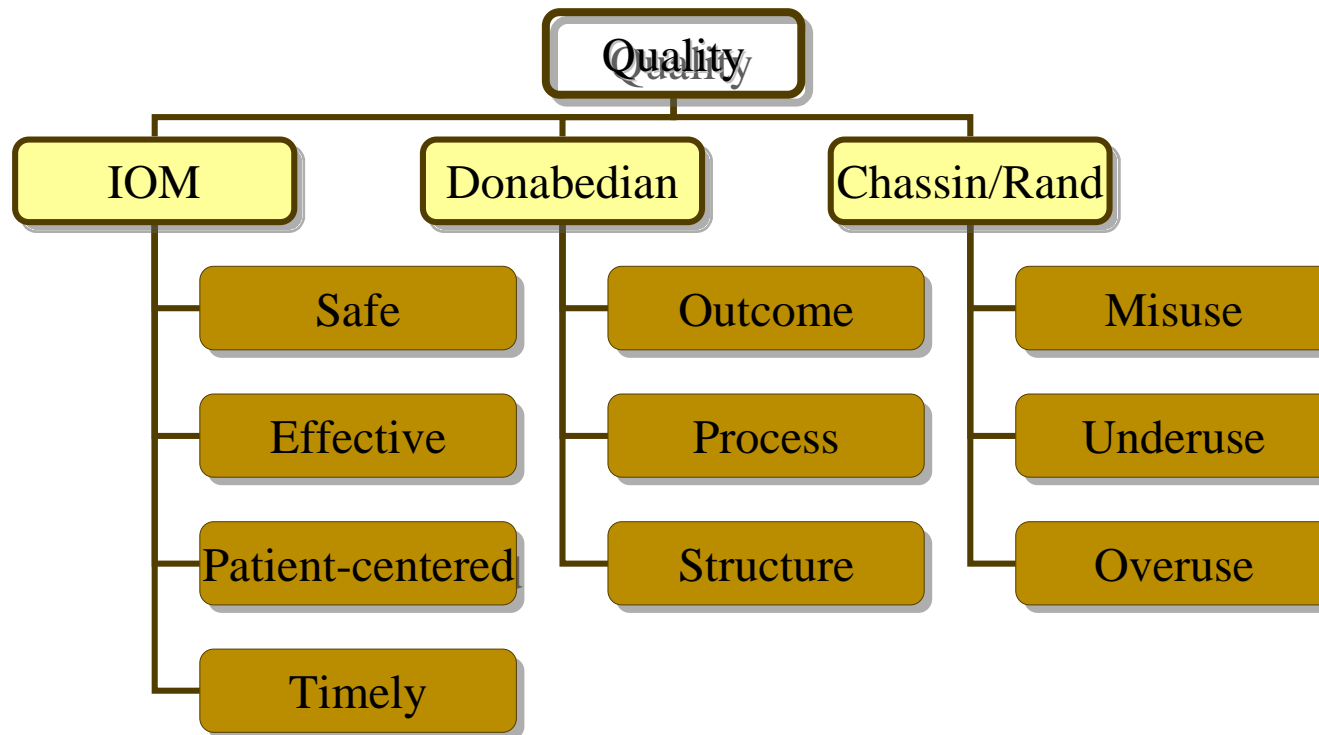 Quality
IOM
Donabedian
Chassin/Rand
Safe
Outcome
Misuse
Effective
Process
Underuse
Patient-centered
Structure
Overuse
Timely